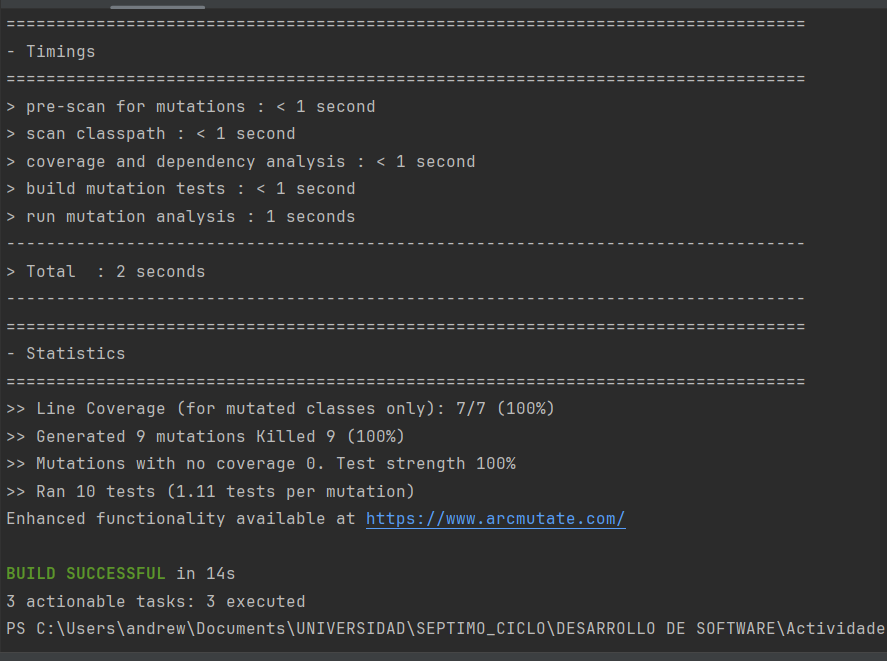 ================================================================================
- Timings
================================================================================
> pre-scan for mutations : < 1 second
> scan classpath : < 1 second
> coverage and dependency analysis : < 1 second
> build mutation tests : < 1 second
> run mutation analysis : 1 seconds
--------------------------------------------------------------------------------
> Total  : 2 seconds
--------------------------------------------------------------------------------
================================================================================
- Statistics
================================================================================
>> Line Coverage (for mutated classes only): 7/7 (100%)
>> Generated 9 mutations Killed 9 (100%)
>> Mutations with no coverage 0. Test strength 100%
>> Ran 10 tests (1.11 tests per mutation)
Enhanced functionality available at https://www.arcmutate.com/
BUILD SUCCESSFUL in 14s
3 actionable tasks: 3 executed
PS C:\Users\andrew\Documents\UNIVERSIDAD\SEPTIMO_CICLO\DESARROLLO DE SOFTWARE\Actividade